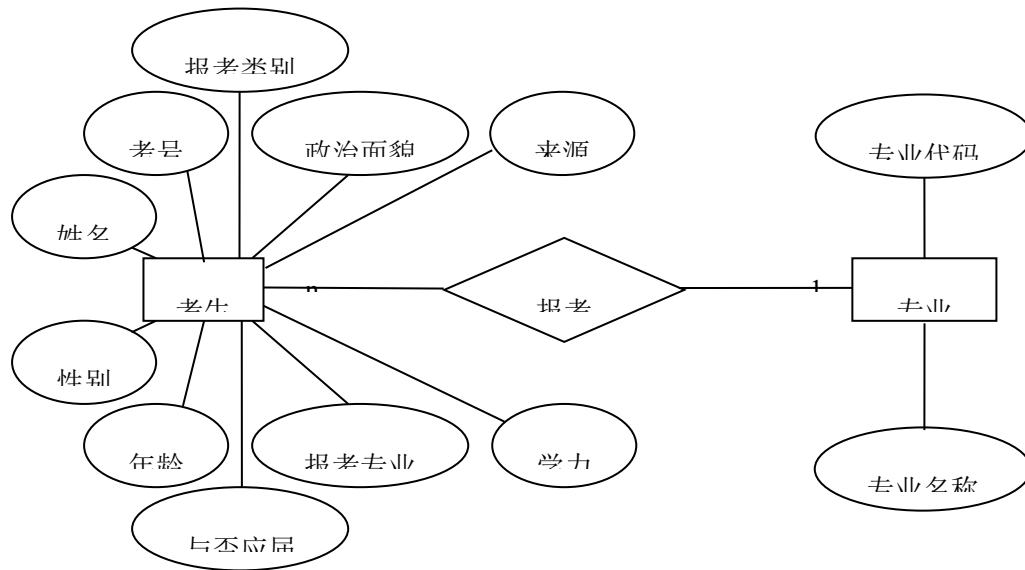 报考类别
考号
政治面貌
来源
专业代码
姓名
考生
n
报考
1
专业
性别
年龄
报考专业
学力
专业名称
与否应届